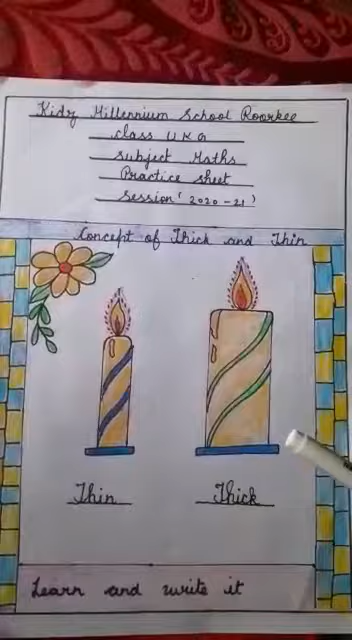 Kidz Millennium School Roorkee
Class U K G
Subject Maths
Practice sheet
Session (2020-21)
Concept of Thick and Thin
Thin
Thick
Learn and write it